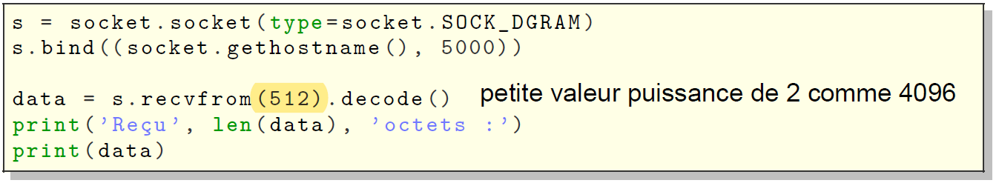 s = socket.socket(type=socket.SOCK_DGRAM)
s.bind((socket.gethostname(), 5000))
data = s.recvfrom(512).decode() petite valeur puissance de 2 comme 4096
print(’Reçu’, len(data), ’octets :’)
print(data)